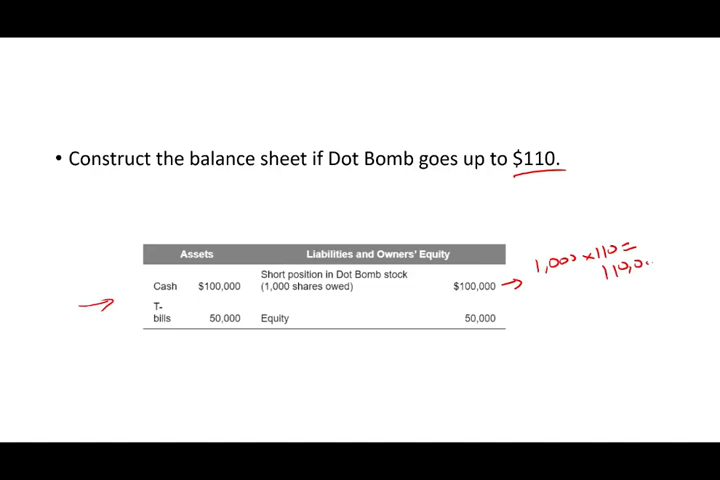 • Construct the balance sheet if Dot Bomb goes up to $110.
Assets Liabilities and Owners' Equity
Short position in Dot Bomb stock
Cash $100,000 (1,000 shares owed) $100,000
T-
bills 50,000 Equity 50,000
1,000 x 110 =
110,0